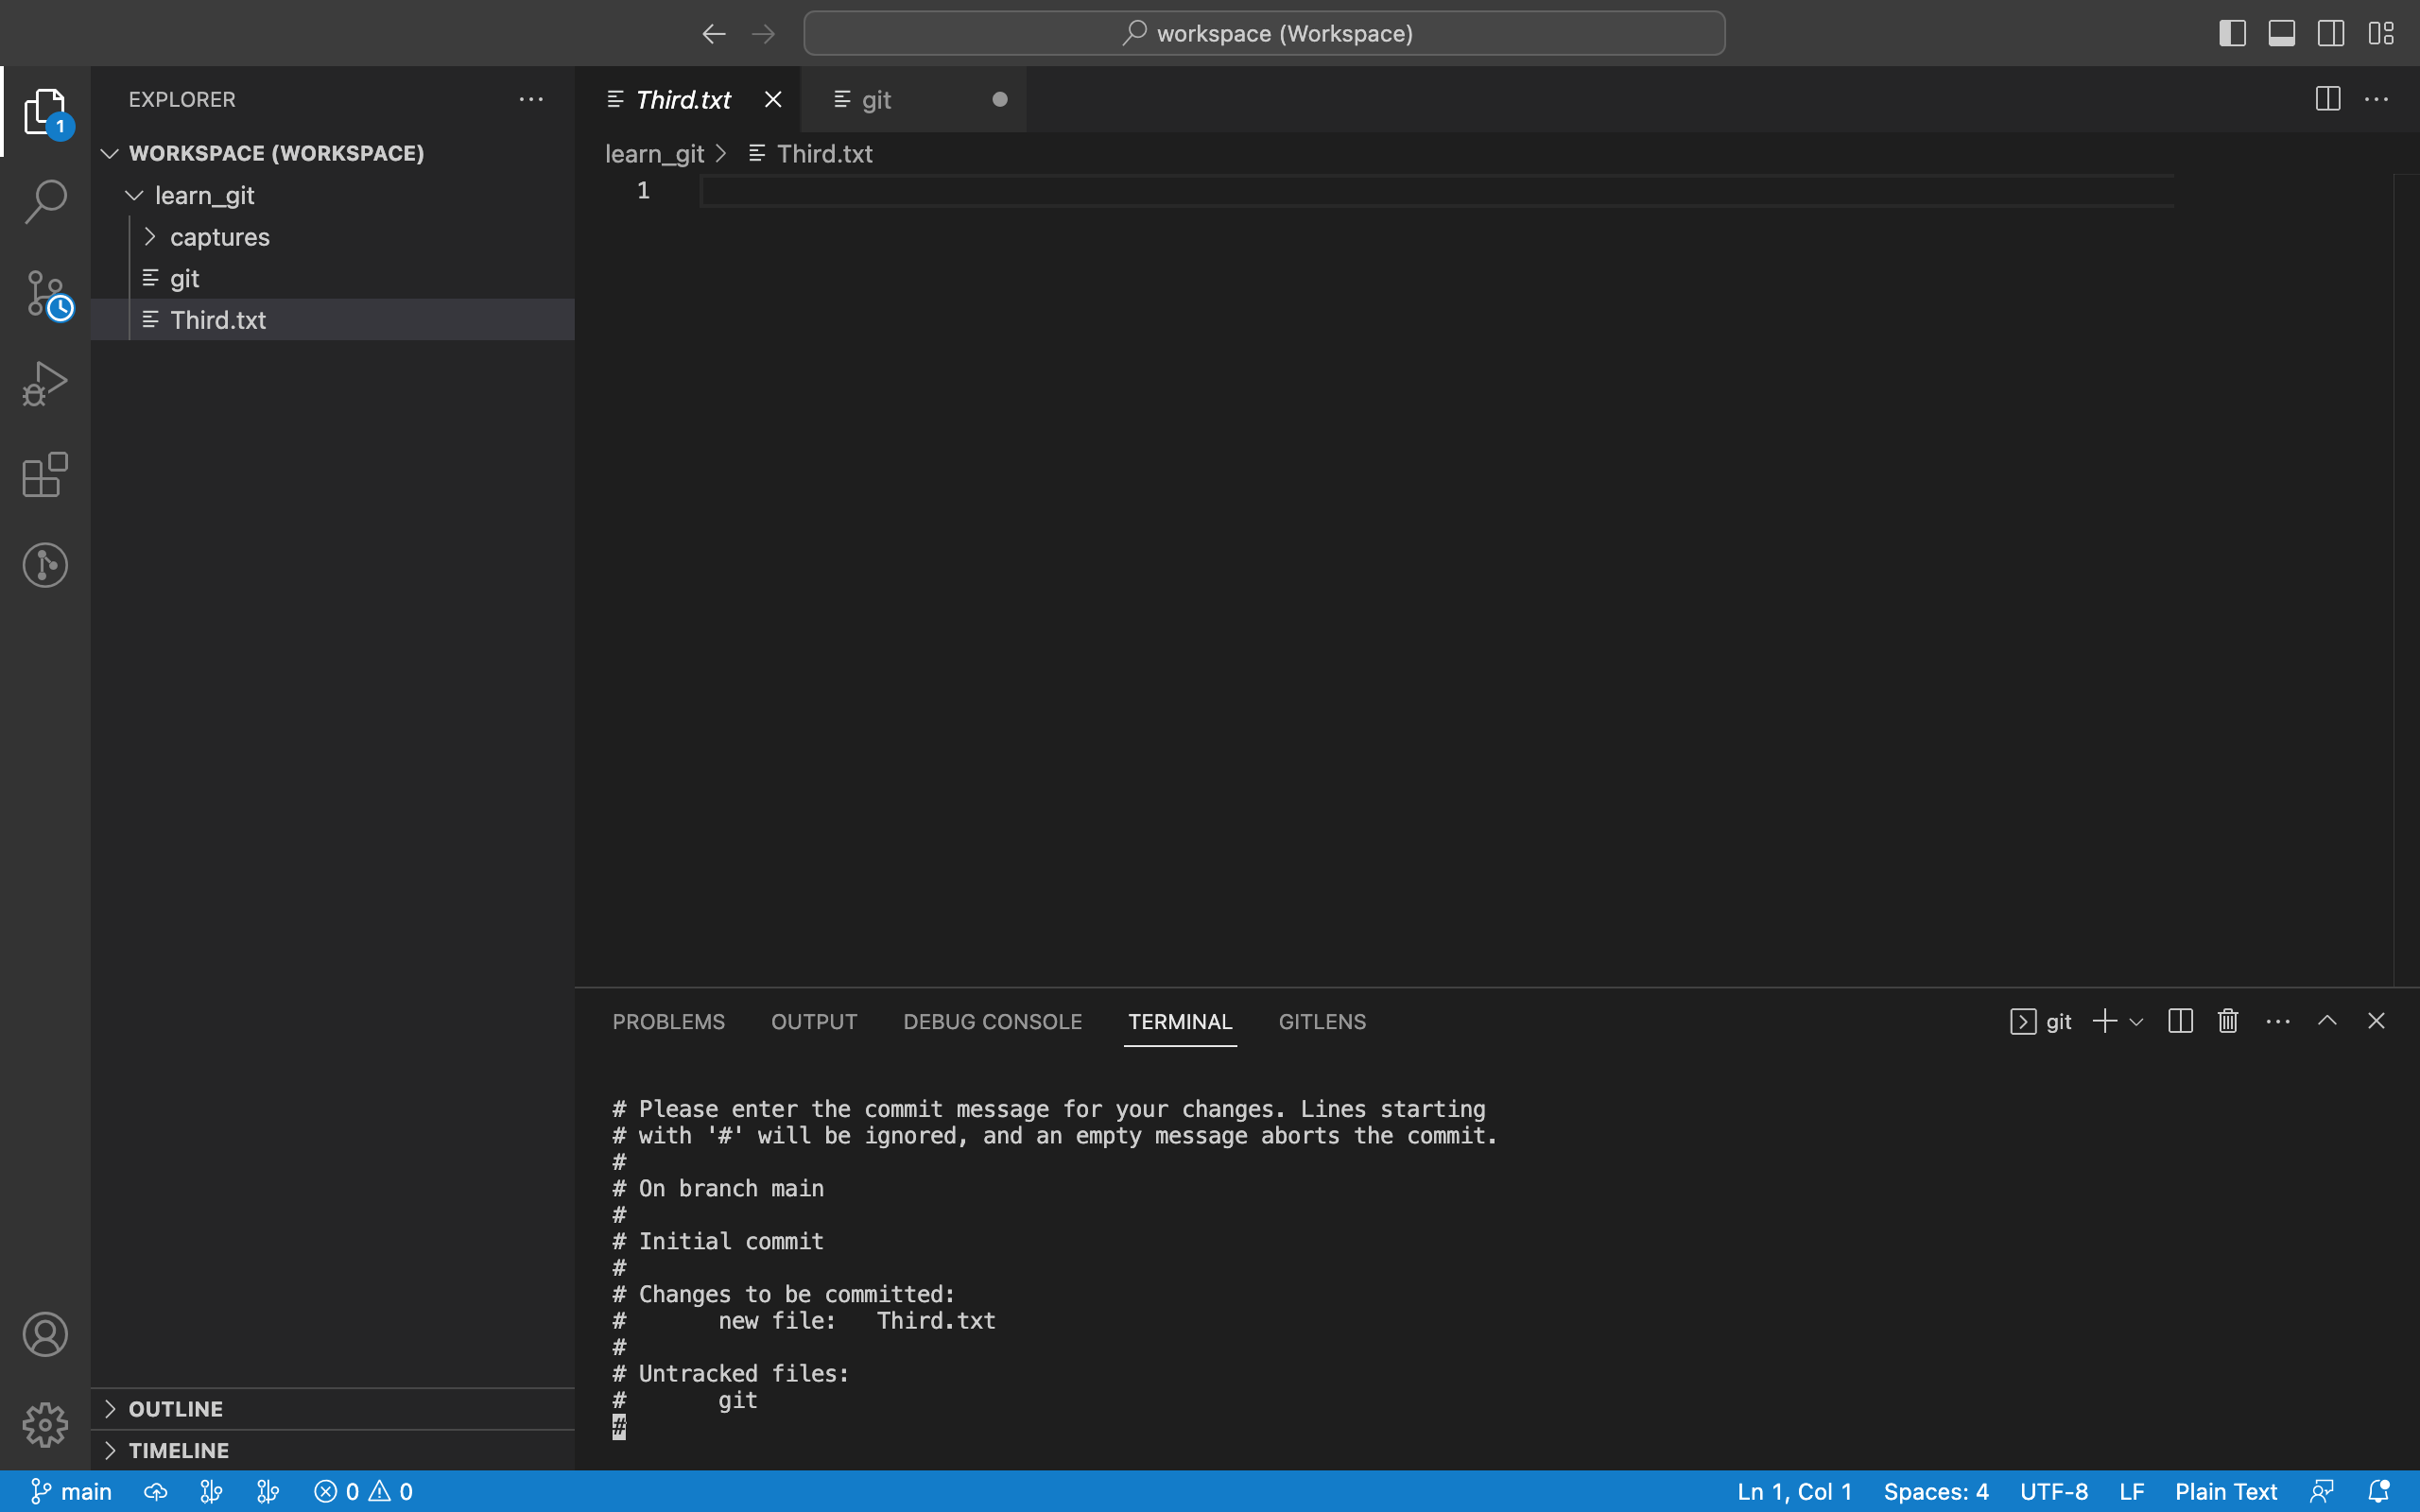 workspace (Workspace)
EXPLORER
1
WORKSPACE (WORKSPACE)
learn_git
captures
git
Third.txt
Third.txt
git
learn_git > Third.txt
1
PROBLEMS OUTPUT DEBUG CONSOLE TERMINAL GITLENS
git
# Please enter the commit message for your changes. Lines starting
# with '#' will be ignored, and an empty message aborts the commit.
#
# On branch main
#
# Initial commit
#
# Changes to be committed:
#       new file:   Third.txt
#
# Untracked files:
#       git
#
OUTLINE
TIMELINE
main 0 0 Ln 1, Col 1 Spaces: 4 UTF-8 LF Plain Text